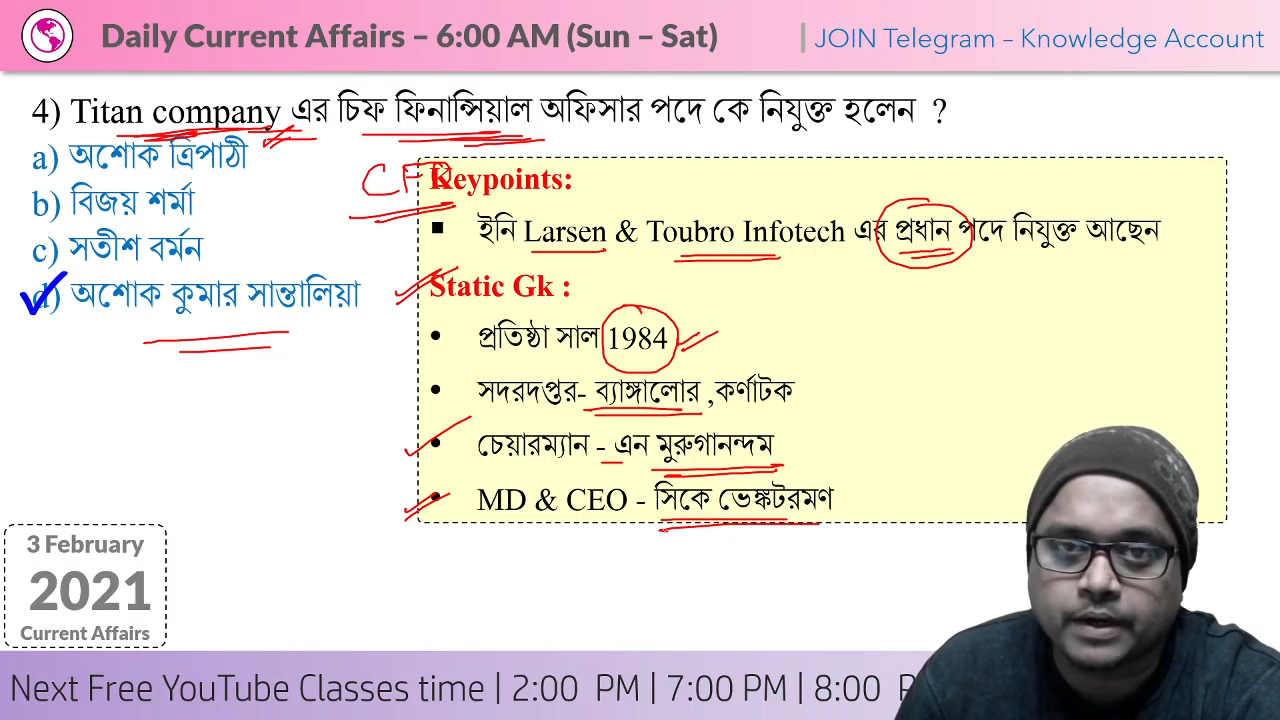 Daily Current Affairs – 6:00 AM (Sun – Sat)
JOIN Telegram – Knowledge Account
4) Titan company এর চিফ ফিনান্সিয়াল অফিসার পদে কে নিযুক্ত হলেন ?
a) অশোক ত্রিপাঠী
b) বিজয় শর্মা
c) সতীশ বর্মন
d) অশোক কুমার সান্তালিয়া
CFO
Keypoints:
ইনি Larsen & Toubro Infotech এর প্রধান পদে নিযুক্ত আছেন
Static Gk :
প্রতিষ্ঠা সাল 1984
সদরদপ্তর- ব্যাঙ্গালোর ,কর্ণাটক
চেয়ারম্যান - এন মুরুগানন্দম
MD & CEO - সিকে ভেঙ্কটরমণ
3 February
2021
Current Affairs
Next Free YouTube Classes time | 2:00 PM | 7:00 PM | 8:00